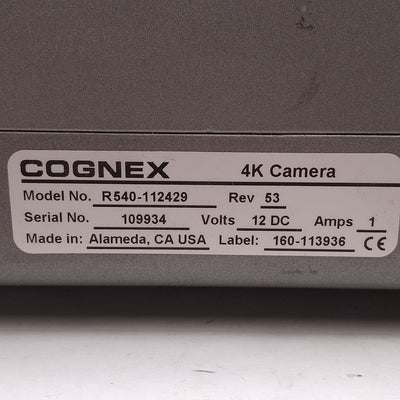 COGNEX 4K Camera
Model No. R540-112429 Rev 53
Serial No. 109934 Volts 12 DC Amps 1
Made in: Alameda, CA USA Label: 160-113936 CE